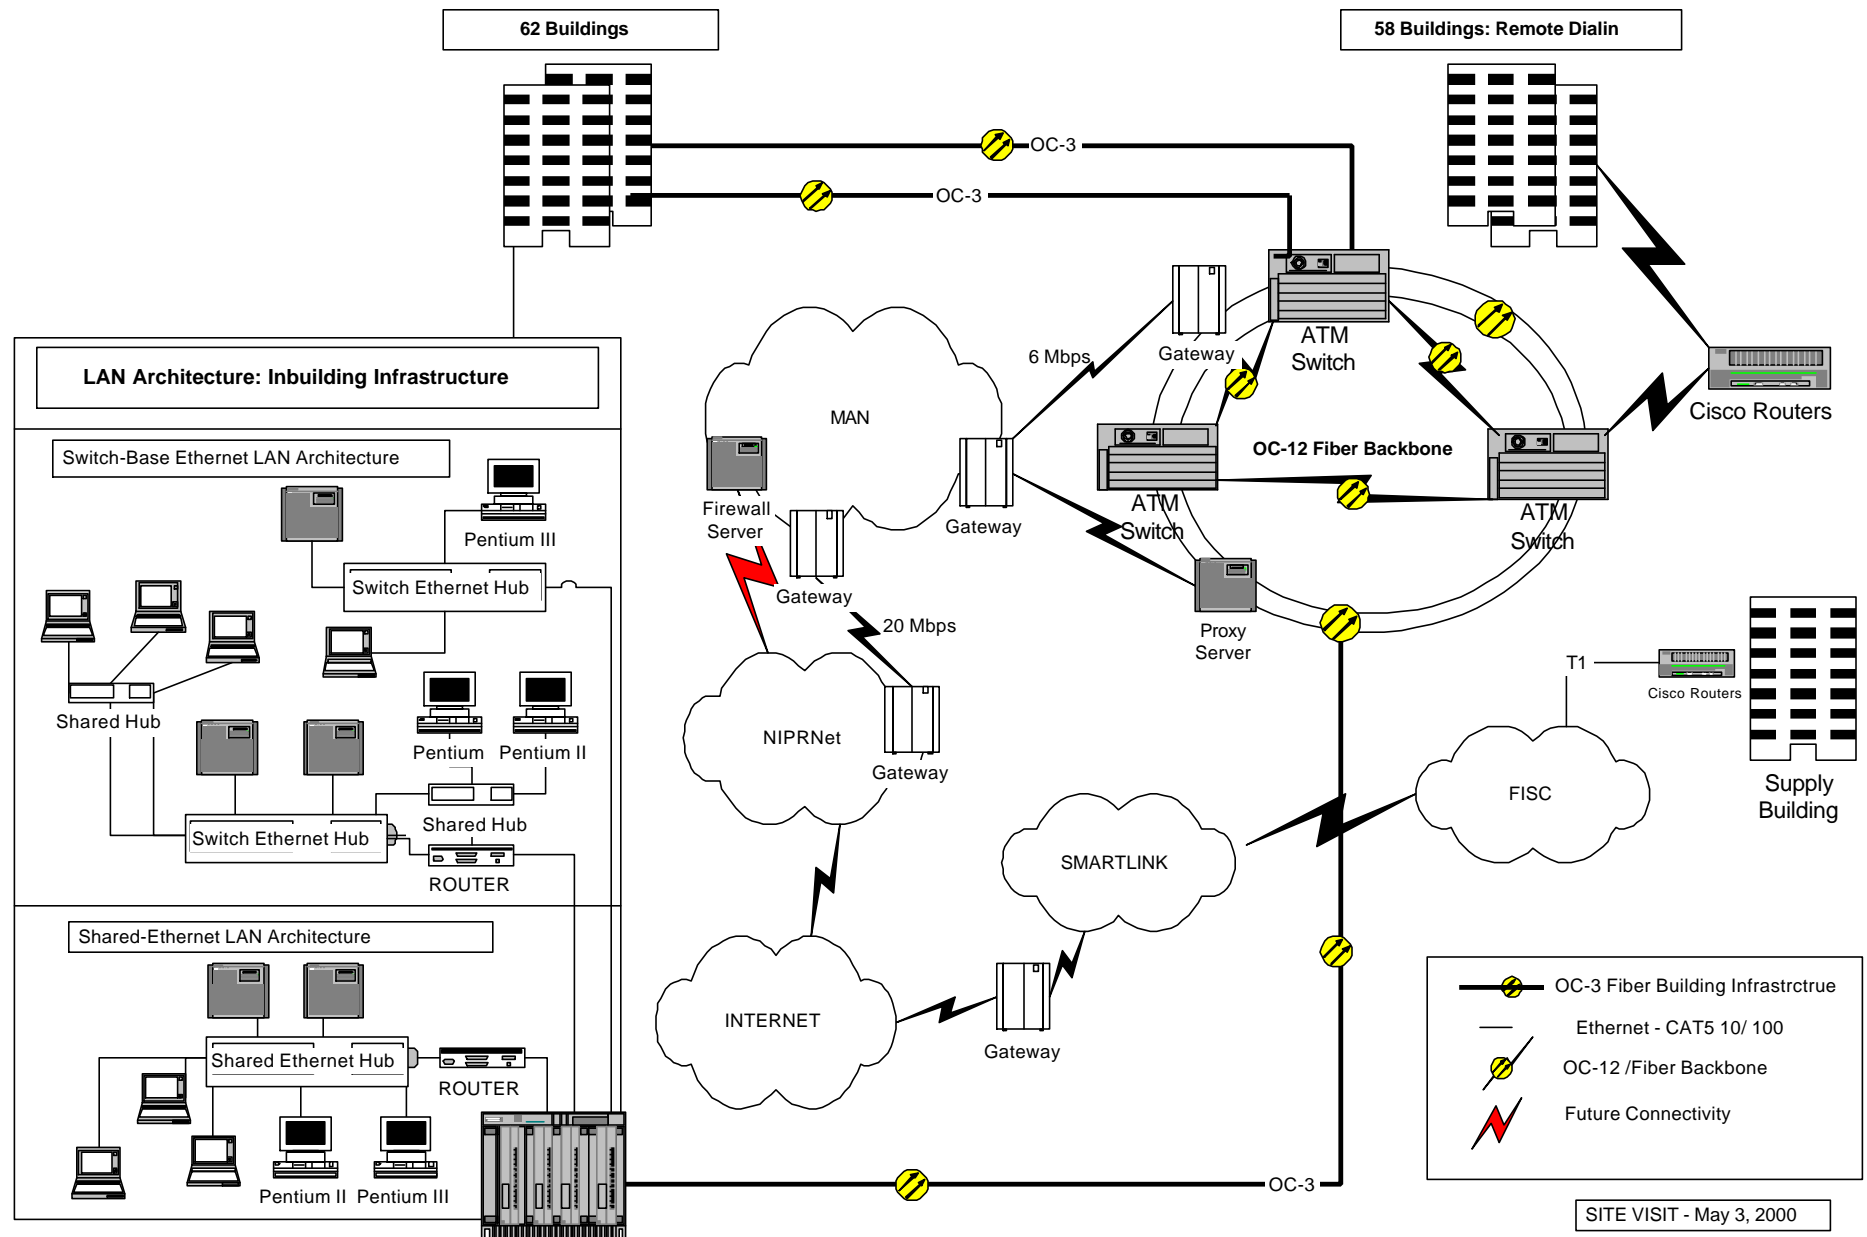 62 Buildings
58 Buildings: Remote Dialin
OC-3
OC-3
LAN Architecture: Inbuilding Infrastructure
Switch-Base Ethernet LAN Architecture
Pentium III
Switch Ethernet Hub
Shared Hub
Pentium
Pentium II
Shared Hub
Switch Ethernet Hub
ROUTER
Shared-Ethernet LAN Architecture
Shared Ethernet Hub
ROUTER
Pentium II
Pentium III
MAN
Firewall
Server
Gateway
Gateway
6 Mbps
Gateway
ATM
Switch
ATM
Switch
OC-12 Fiber Backbone
ATM
Switch
Cisco Routers
Proxy
Server
20 Mbps
NIPRNet
Gateway
T1
Cisco Routers
Supply
Building
FISC
SMARTLINK
INTERNET
Gateway
OC-3
OC-3 Fiber Building Infrastrctrue
Ethernet - CAT5 10/ 100
OC-12 /Fiber Backbone
Future Connectivity
SITE VISIT - May 3, 2000